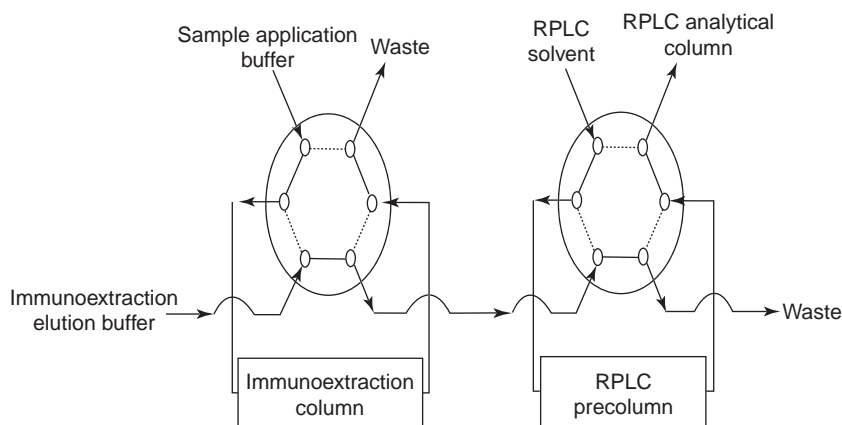 Sample application
buffer
Waste
RPLC
solvent
RPLC analytical
column
Immunoextraction
elution buffer
Waste
Immunoextraction
column
RPLC
precolumn